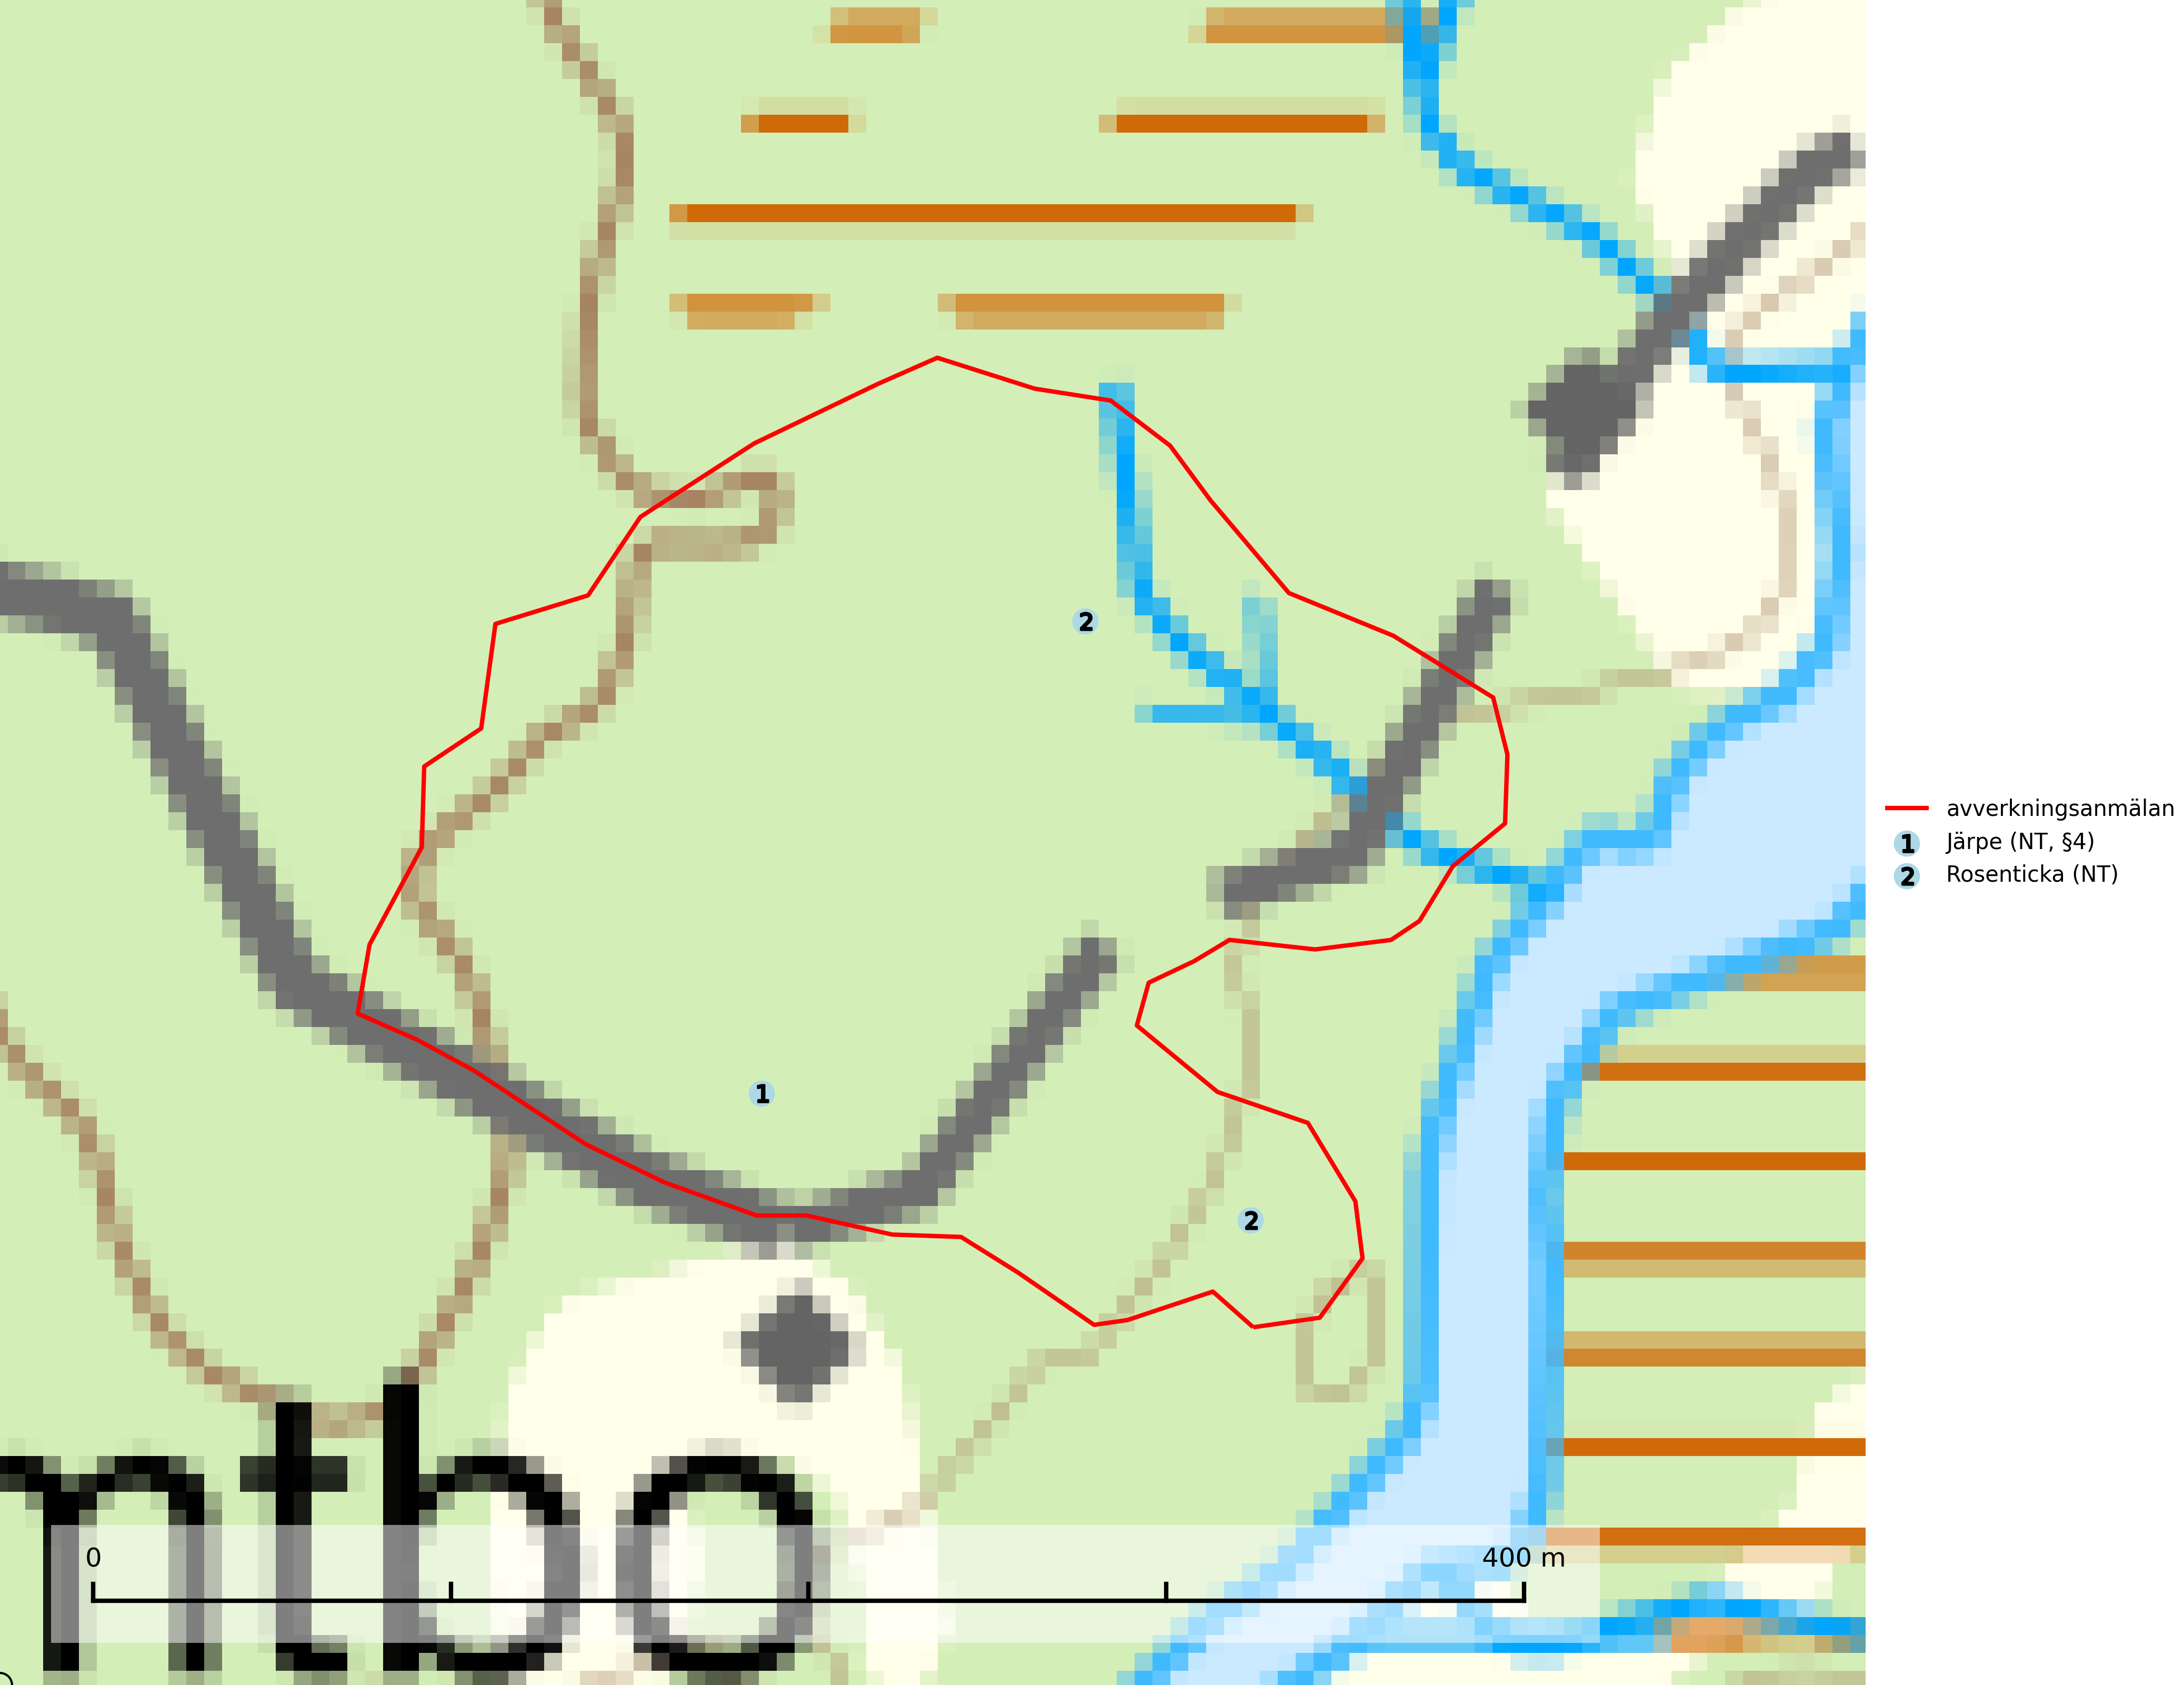 avverkningsanmälan
1 Järpe (NT, §4)
2 Rosenticka (NT)
2
1
2
ntbo
0 400 m